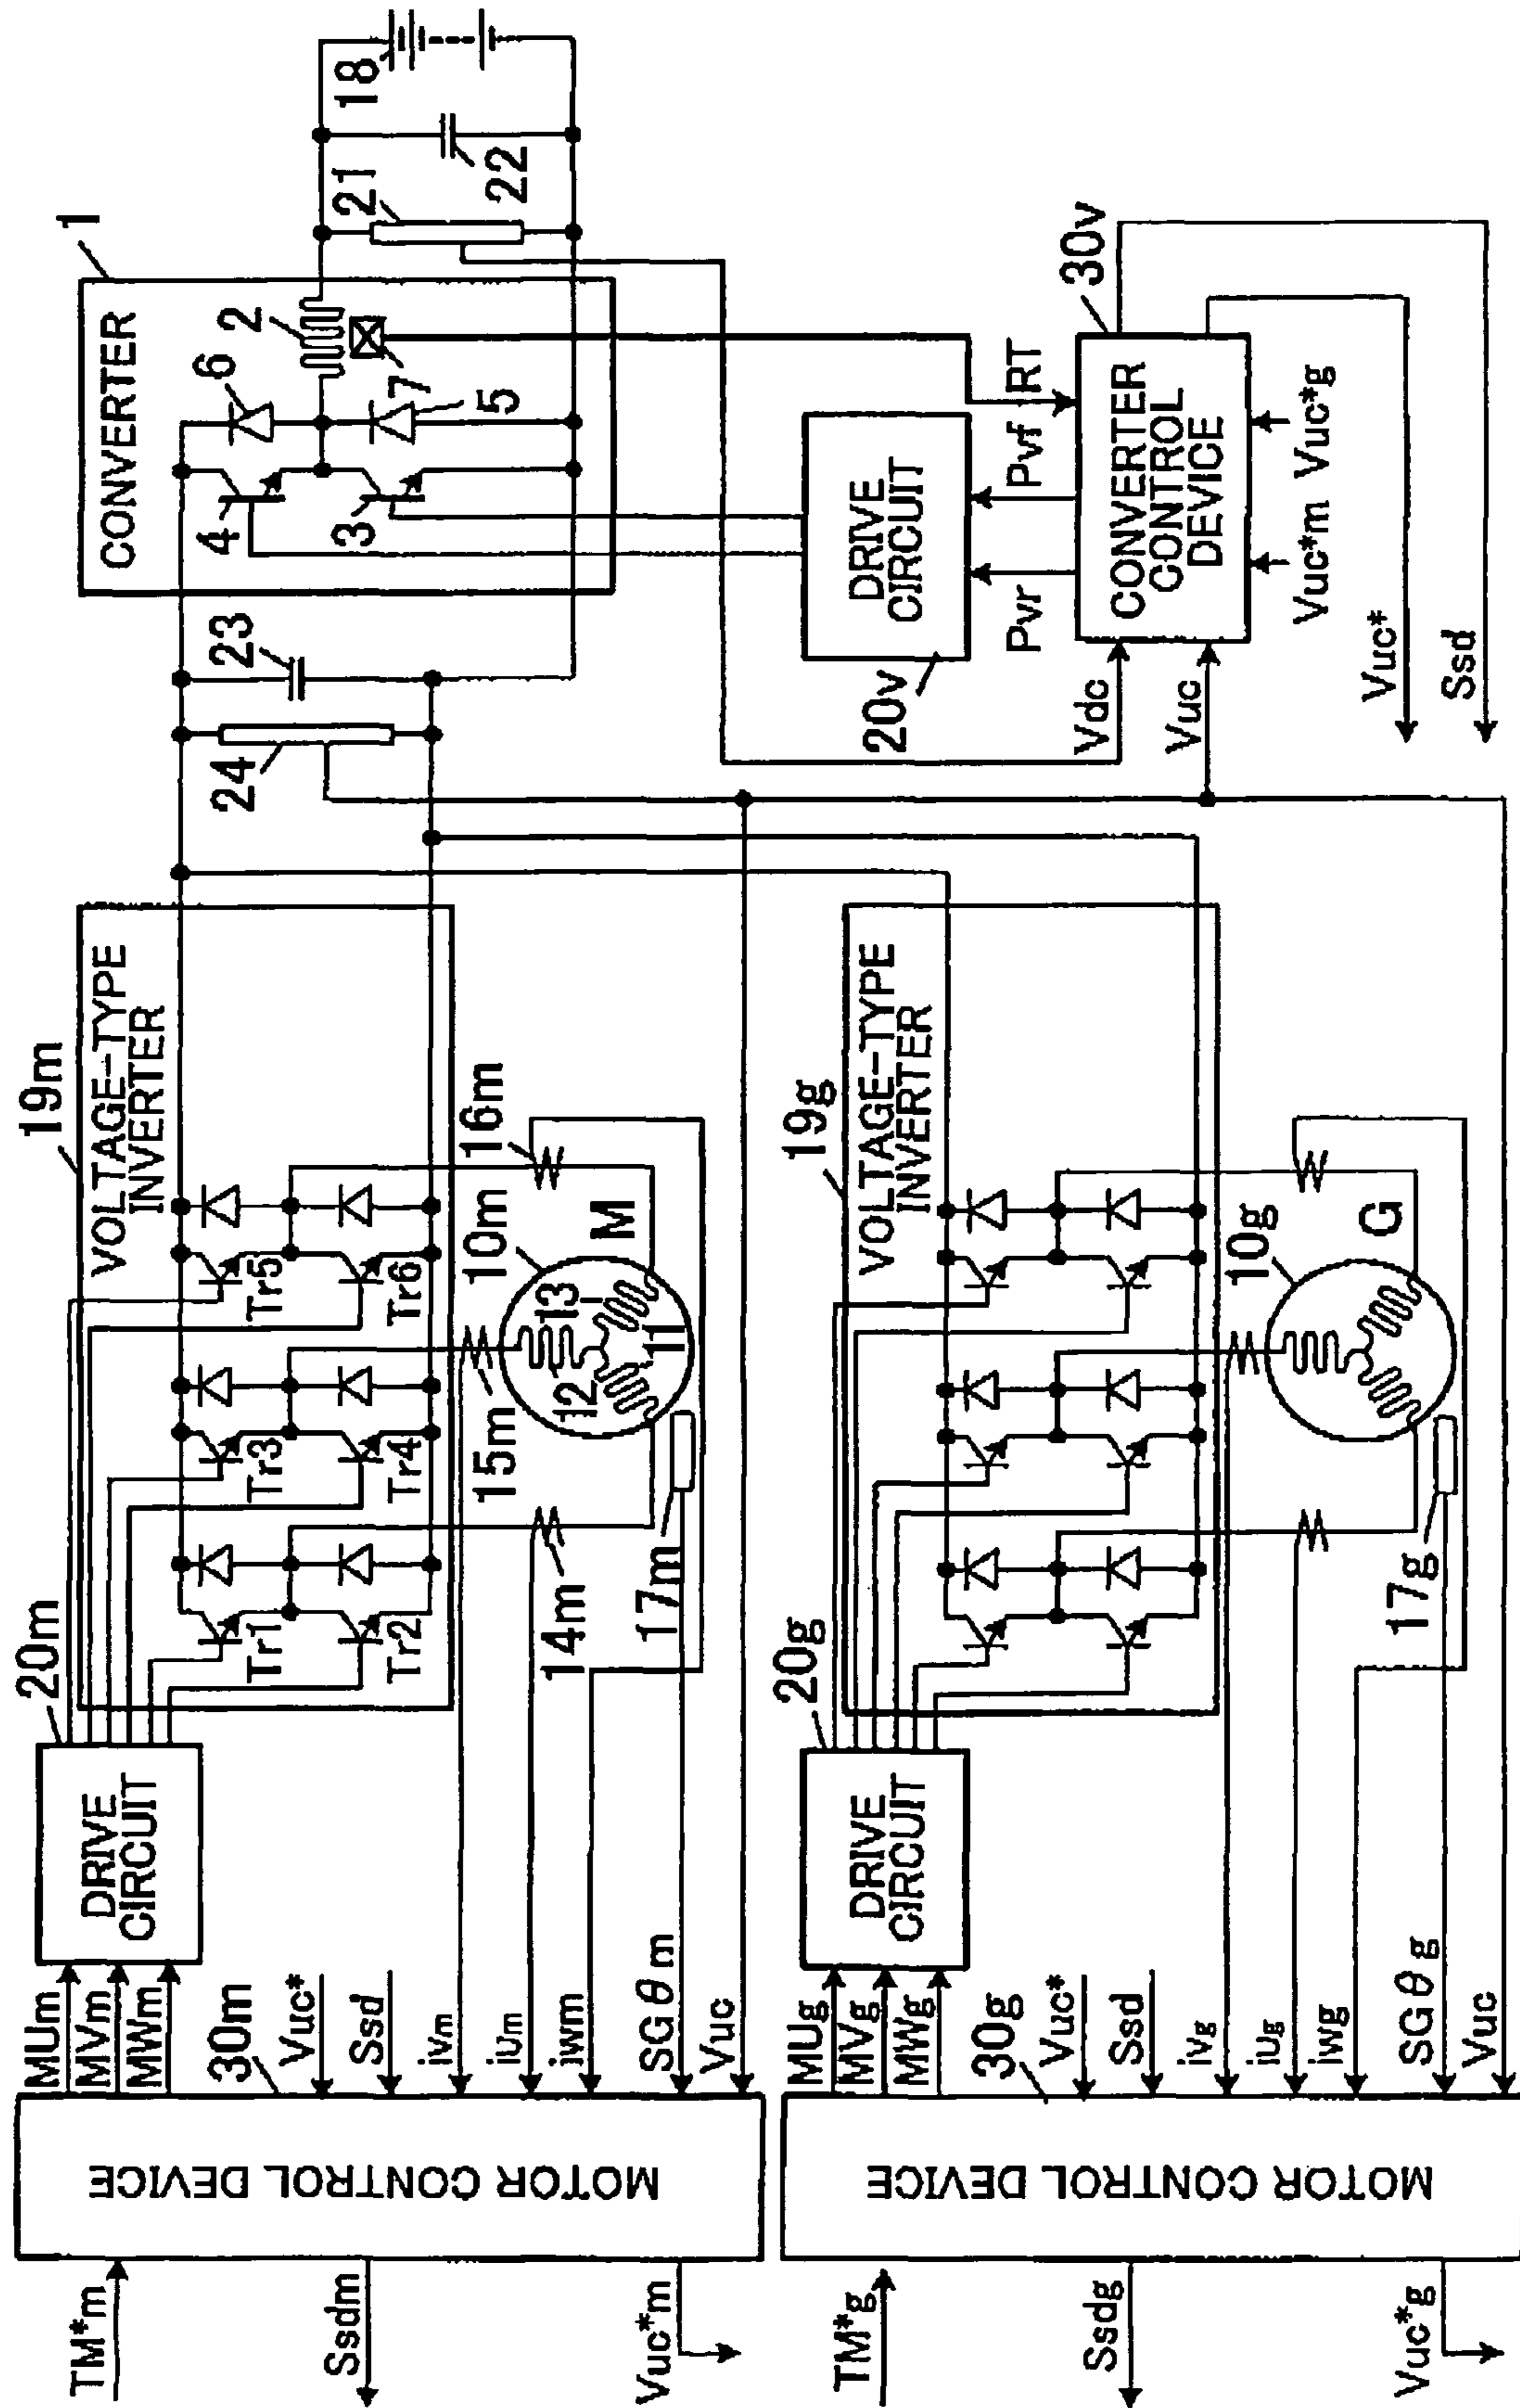 TM*m
Ssdm
Vuc*m
MOTOR CONTROL DEVICE
30m
MUm
MVm
MWm
Vuc*
Ssd
iVm
iUm
iwm
SGθm
Vuc
DRIVE
CIRCUIT
20m
19m
VOLTAGE-TYPE
INVERTER
Tr1
Tr2
Tr3
Tr4
Tr5
Tr6
14m
15m
16m
17m
10m
M
11
12
13
24
23
CONVERTER
1
4
3
6
5
2
7
21
22
18
TM*g
Ssdg
Vuc*g
MOTOR CONTROL DEVICE
30g
MUg
MVg
MWg
Vuc*
Ssd
iVg
iUg
iwg
SGθg
Vuc
DRIVE
CIRCUIT
20g
19g
VOLTAGE-TYPE
INVERTER
10g
G
17g
DRIVE
CIRCUIT
20v
Pvr
Pvf
RT
Vdc
Vuc
CONVERTER
CONTROL
DEVICE
30v
Vuc*m
Vuc*g
Vuc*
Ssd